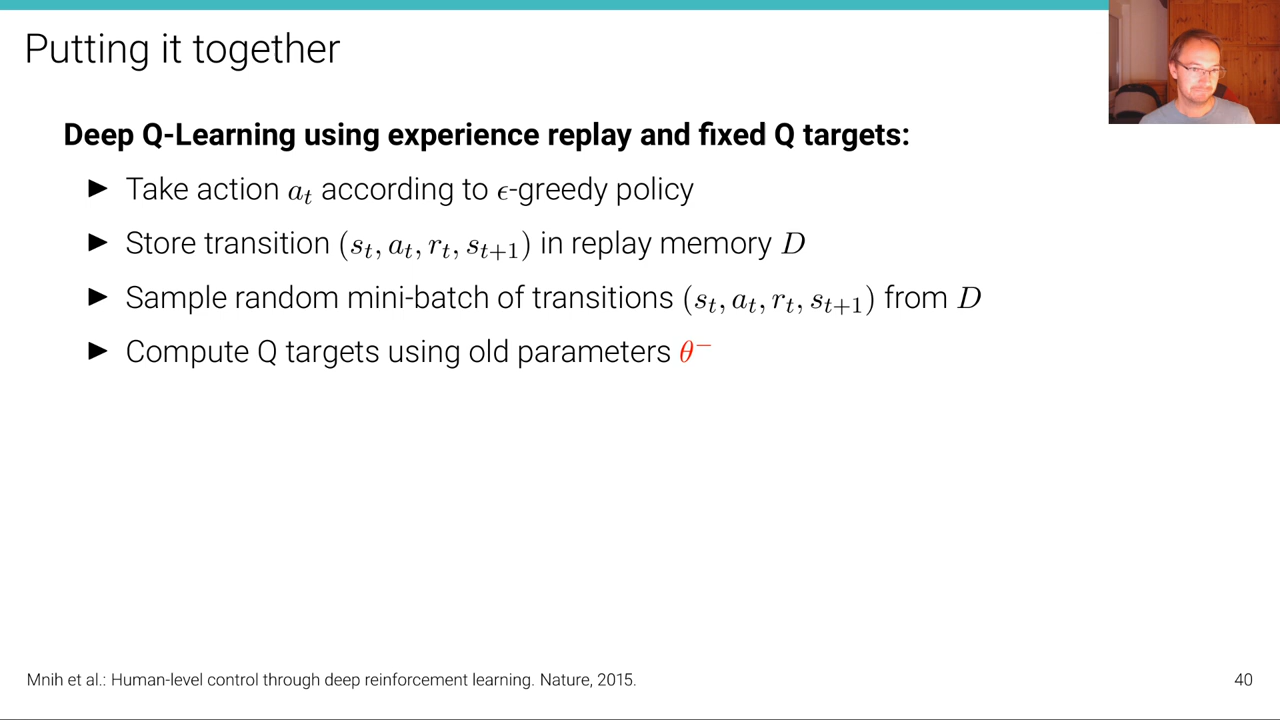 Putting it together
Deep Q-Learning using experience replay and fixed Q targets:
▶ Take action $a_t$ according to $\epsilon$-greedy policy
▶ Store transition $(s_t, a_t, r_t, s_{t+1})$ in replay memory $D$
▶ Sample random mini-batch of transitions $(s_t, a_t, r_t, s_{t+1})$ from $D$
▶ Compute Q targets using old parameters $\theta^-$
Mnih et al.: Human-level control through deep reinforcement learning. Nature, 2015.
40